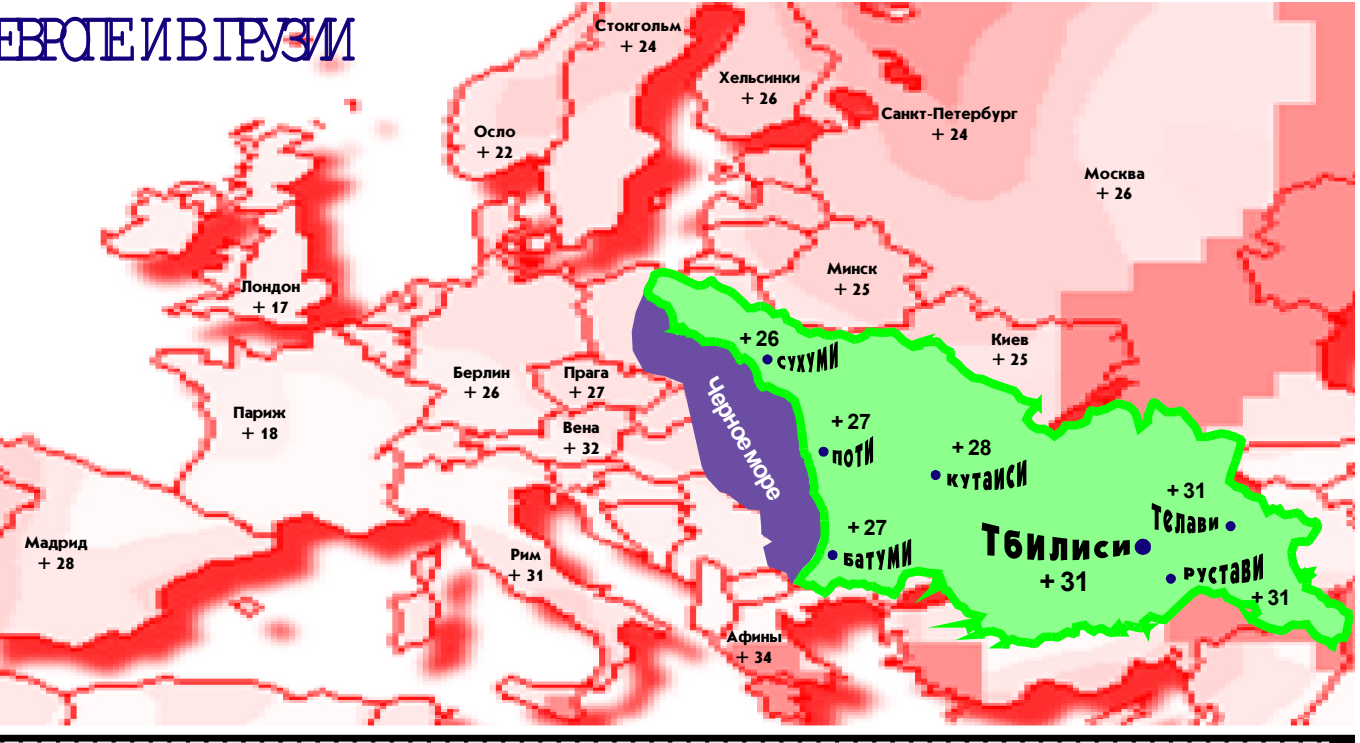 ЕВРОПЕ И В ГРУЗИИ
Стокгольм
+ 24
Хельсинки
+ 26
Санкт-Петербург
+ 24
Осло
+ 22
Москва
+ 26
Лондон
+ 17
Минск
+ 25
Киев
+ 25
+ 26
СУХУМИ
Берлин
+ 26
Прага
+ 27
Париж
+ 18
Вена
+ 32
Черное море
+ 27
ПОТИ
+ 28
КУТАИСИ
+ 31
Телави
Мадрид
+ 28
Рим
+ 31
+ 27
БАТУМИ
Тбилиси
+ 31
РУСТАВИ
+ 31
Афины
+ 34